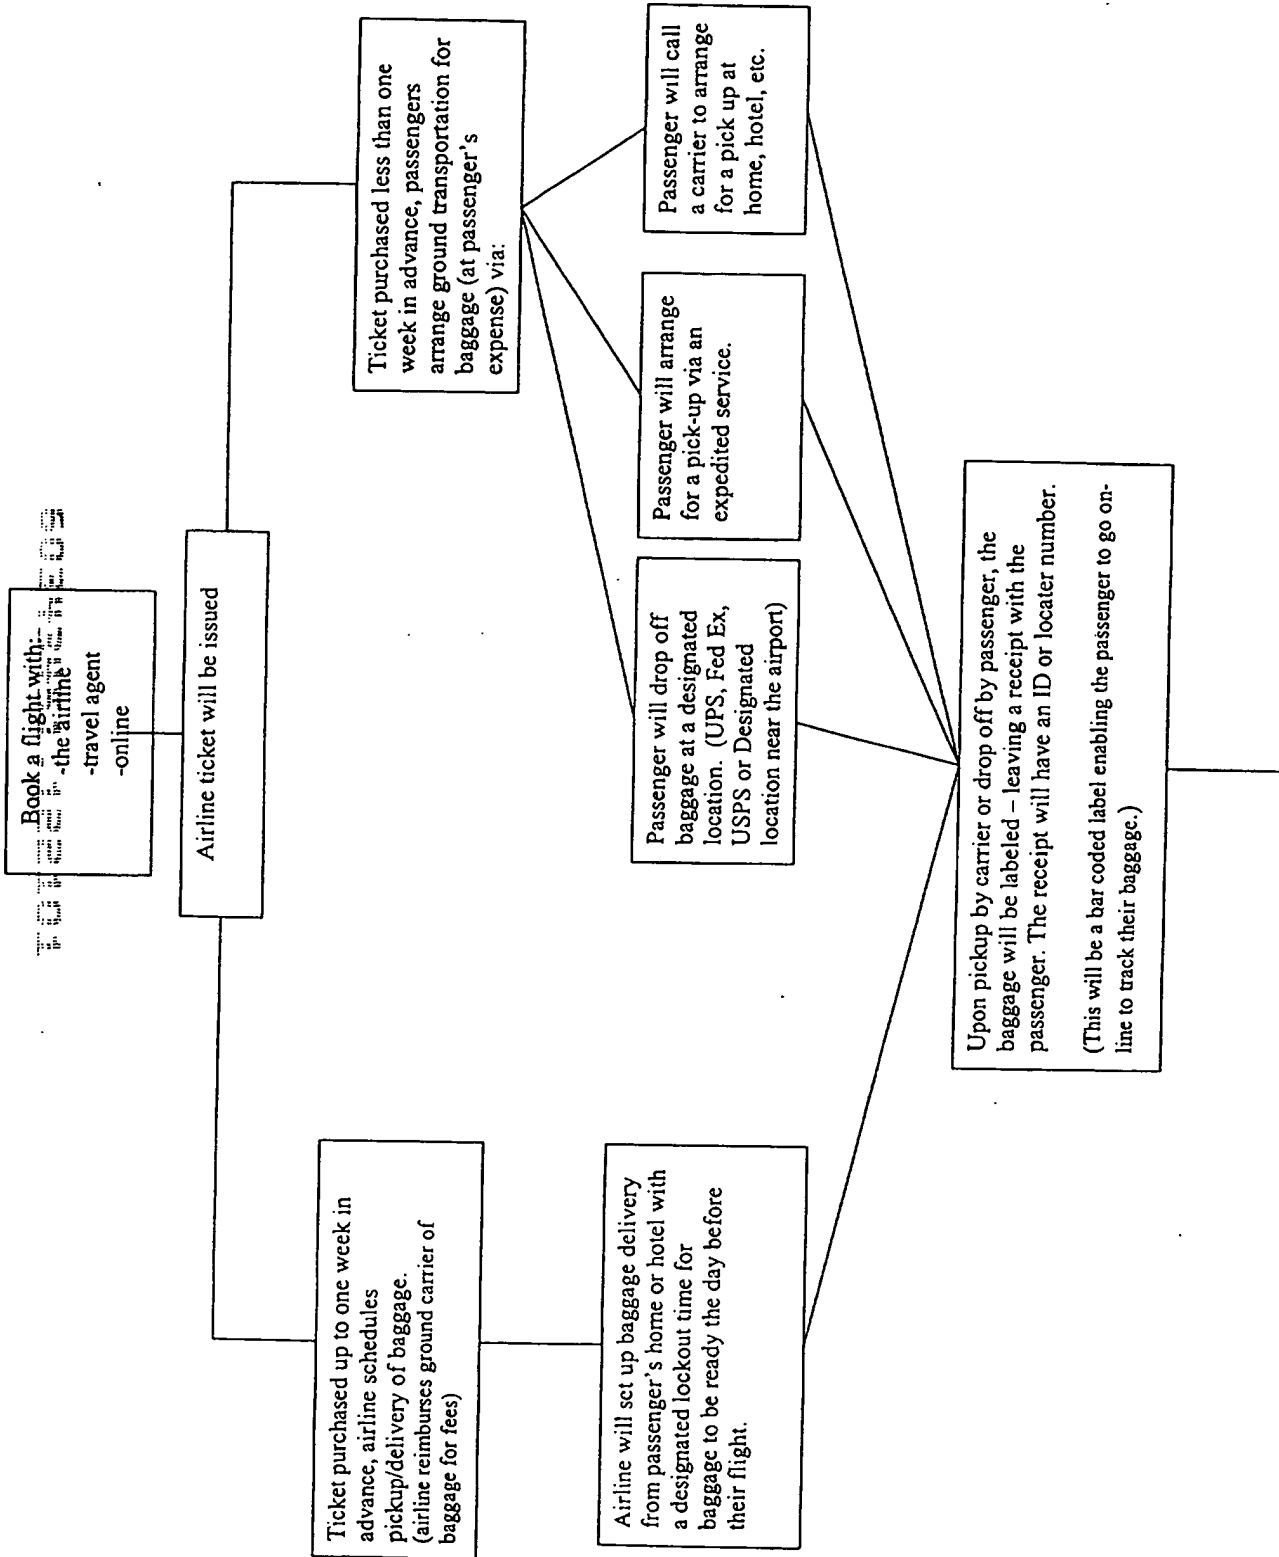 Book a flight with:
-the airline
-travel agent
-online
Airline ticket will be issued
Ticket purchased up to one week in
advance, airline schedules
pickup/delivery of baggage.
(airline reimburses ground carrier of
baggage for fees)
Ticket purchased less than one
week in advance, passengers
arrange ground transportation for
baggage (at passenger's
expense) via:
Airline will set up baggage delivery
from passenger's home or hotel with
a designated lockout time for
baggage to be ready the day before
their flight.
Passenger will drop off
baggage at a designated
location. (UPS, Fed Ex,
USPS or Designated
location near the airport)
Passenger will arrange
for a pick-up via an
expedited service.
Passenger will call
a carrier to arrange
for a pick up at
home, hotel, etc.
Upon pickup by carrier or drop off by passenger, the
baggage will be labeled – leaving a receipt with the
passenger. The receipt will have an ID or locater number.
(This will be a bar coded label enabling the passenger to go on-
line to track their baggage.)